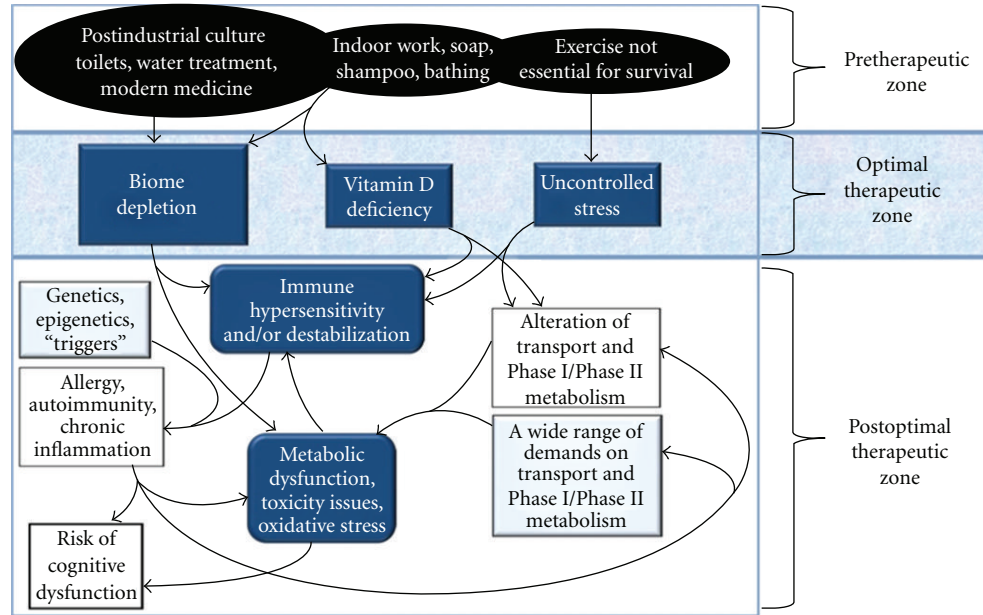 Postindustrial culture
toilets, water treatment,
modern medicine
Indoor work, soap,
shampoo, bathing
Exercise not
essential for survival
Pretherapeutic
zone
Biome
depletion
Vitamin D
deficiency
Uncontrolled
stress
Optimal
therapeutic
zone
Genetics,
epigenetics,
"triggers"
Immune
hypersensitivity
and/or destabilization
Alteration of
transport and
Phase I/Phase II
metabolism
Allergy,
autoimmunity,
chronic
inflammation
Metabolic
dysfunction,
toxicity issues,
oxidative stress
A wide range of
demands on
transport and
Phase I/Phase II
metabolism
Risk of
cognitive
dysfunction
Postoptimal
therapeutic
zone